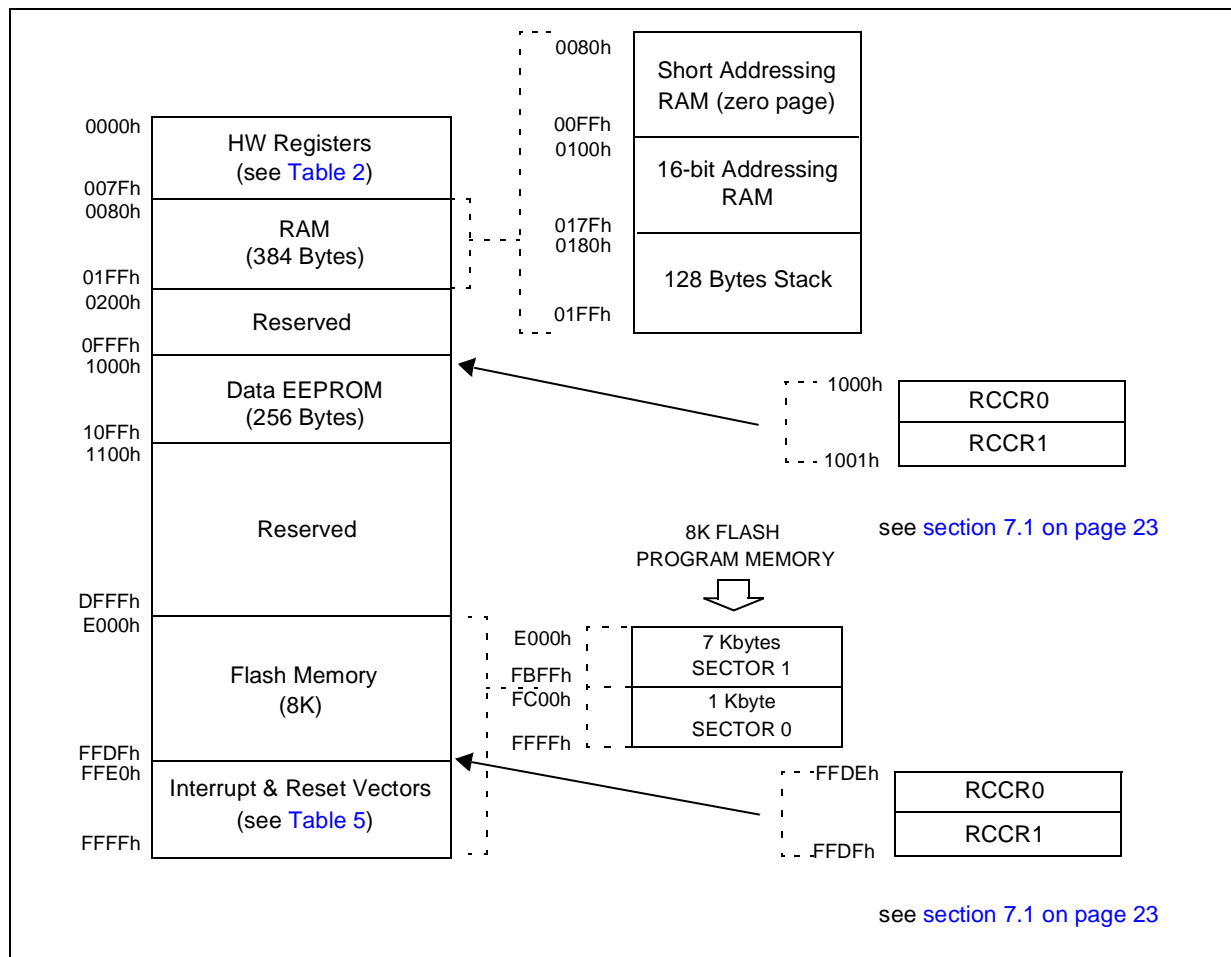 0000h
HW Registers
(see Table 2)
007Fh
0080h
RAM
(384 Bytes)
01FFh
0200h
Reserved
0FFFh
1000h
Data EEPROM
(256 Bytes)
10FFh
1100h
Reserved
DFFFh
E000h
Flash Memory
(8K)
FFDFh
FFE0h
Interrupt & Reset Vectors
(see Table 5)
FFFFh
0080h
Short Addressing
RAM (zero page)
00FFh
0100h
16-bit Addressing
RAM
017Fh
0180h
128 Bytes Stack
01FFh
1000h
RCCR0
RCCR1
1001h
see section 7.1 on page 23
8K FLASH
PROGRAM MEMORY
E000h
7 Kbytes
SECTOR 1
FBFFh
FC00h
1 Kbyte
SECTOR 0
FFFFh
FFDEh
RCCR0
RCCR1
FFDFh
see section 7.1 on page 23